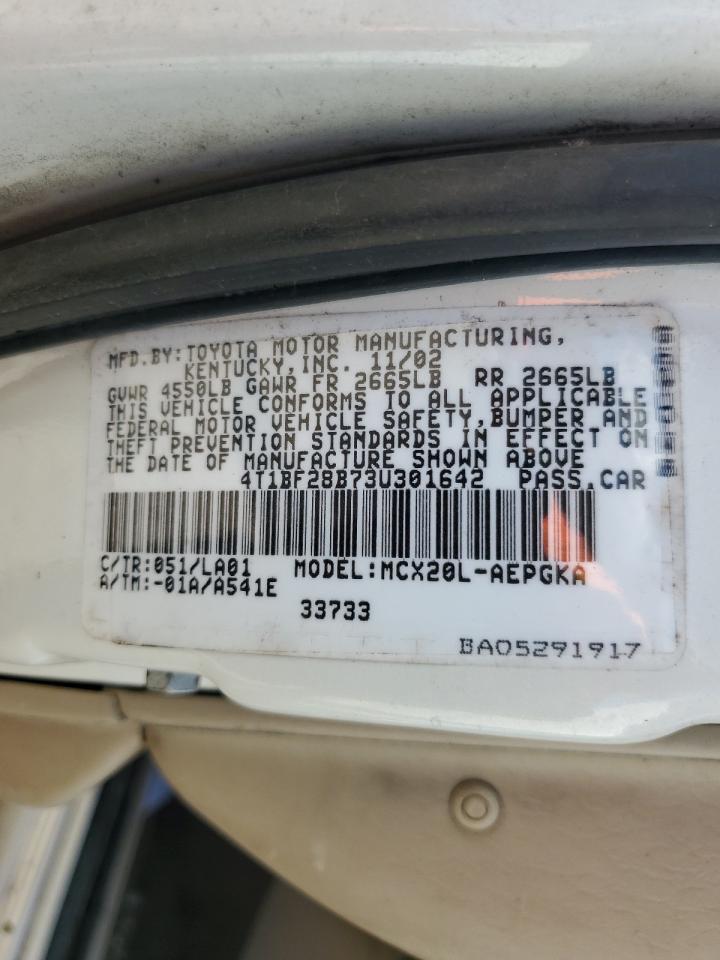 MFD.BY:TOYOTA MOTOR MANUFACTURING,
KENTUCKY,INC. 11/02
GVWR 4550LB GAWR FR 2665LB RR 2665LB
THIS VEHICLE CONFORMS TO ALL APPLICABLE
FEDERAL MOTOR VEHICLE SAFETY,BUMPER AND
THEFT PREVENTION STANDARDS IN EFFECT ON
THE DATE OF MANUFACTURE SHOWN ABOVE
4T1BF28B73U301642 PASS.CAR
C/TR:051/LA01 MODEL:MCX20L-AEPGKA
A/TM:-01A/A541E
33733
BA05291917